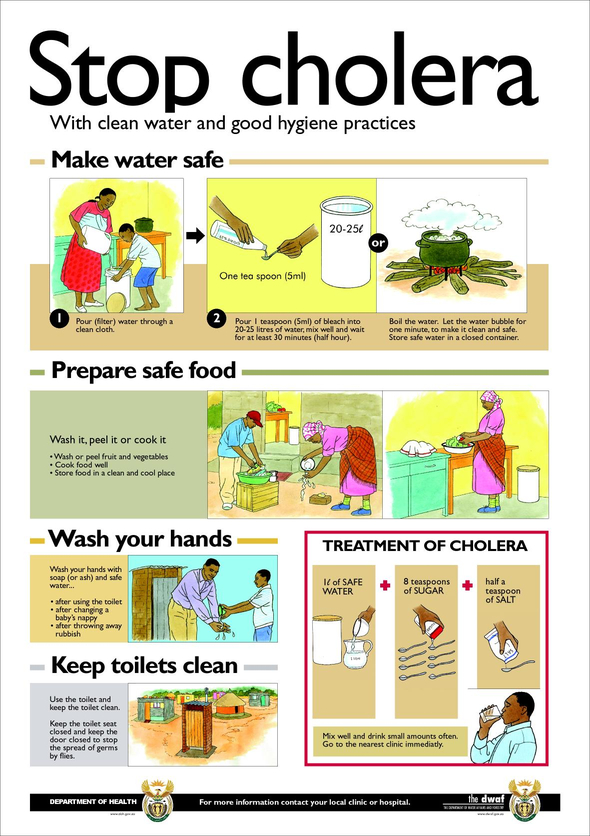 Stop cholera
With clean water and good hygiene practices
Make water safe
20-25ℓ
One tea spoon (5ml)
or
1
Pour (filter) water through a
clean cloth.
2
Pour 1 teaspoon (5ml) of bleach into
20-25 litres of water, mix well and wait
for at least 30 minutes (half hour).
Boil the water. Let the water bubble for
one minute, to make it clean and safe.
Store safe water in a closed container.
Prepare safe food
Wash it, peel it or cook it
• Wash or peel fruit and vegetables
• Cook food well
• Store food in a clean and cool place
Wash your hands
Wash your hands with
soap (or ash) and safe
water...
• after using the toilet
• after changing a
baby's nappy
• after throwing away
rubbish
Keep toilets clean
Use the toilet and
keep the toilet clean.
Keep the toilet seat
closed and keep the
door closed to stop
the spread of germs
by flies.
TREATMENT OF CHOLERA
1ℓ of SAFE
WATER
+
8 teaspoons
of SUGAR
+
half a
teaspoon
of SALT
Mix well and drink small amounts often.
Go to the nearest clinic immediatly.
DEPARTMENT OF HEALTH
For more information contact your local clinic or hospital.
the dwaf
THE DEPARTMENT OF WATER AFFAIRS AND FORESTRY